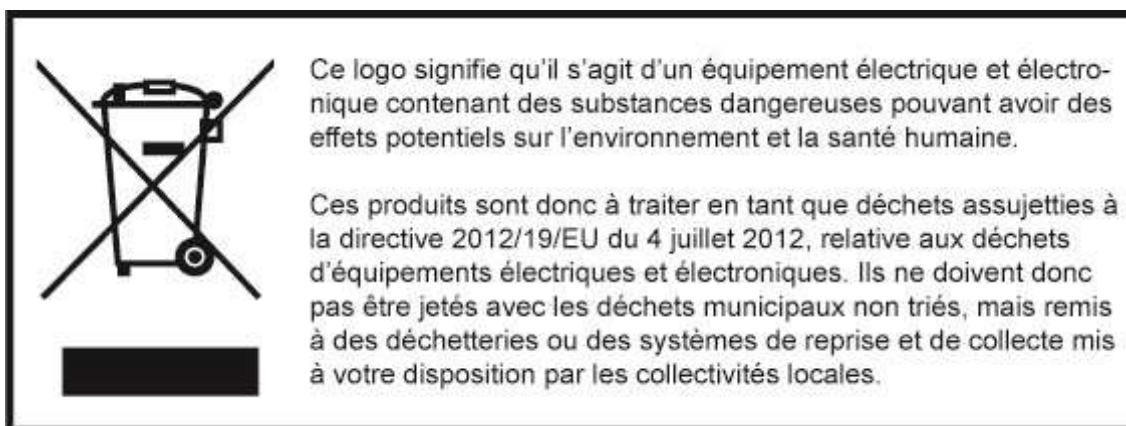 Ce logo signifie qu'il s'agit d'un équipement électrique et électro-
nique contenant des substances dangereuses pouvant avoir des
effets potentiels sur l'environnement et la santé humaine.
Ces produits sont donc à traiter en tant que déchets assujetties à
la directive 2012/19/EU du 4 juillet 2012, relative aux déchets
d'équipements électriques et électroniques. Ils ne doivent donc
pas être jetés avec les déchets municipaux non triés, mais remis
à des déchetteries ou des systèmes de reprise et de collecte mis
à votre disposition par les collectivités locales.